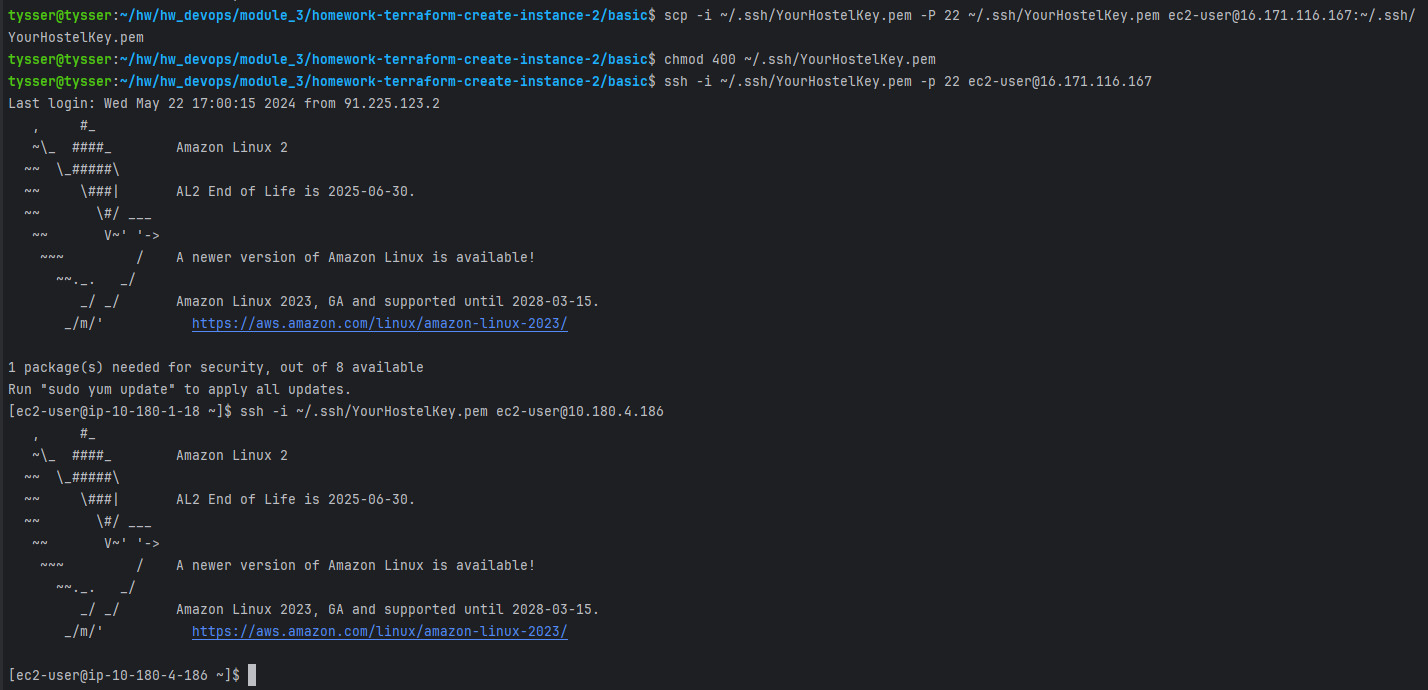 tysser@tysser:~/hw/hw_devops/module_3/homework-terraform-create-instance-2/basic$ scp -i ~/.ssh/YourHostelKey.pem -P 22 ~/.ssh/YourHostelKey.pem ec2-user@16.171.116.167:~/.ssh/
YourHostelKey.pem
tysser@tysser:~/hw/hw_devops/module_3/homework-terraform-create-instance-2/basic$ chmod 400 ~/.ssh/YourHostelKey.pem
tysser@tysser:~/hw/hw_devops/module_3/homework-terraform-create-instance-2/basic$ ssh -i ~/.ssh/YourHostelKey.pem -p 22 ec2-user@16.171.116.167
Last login: Wed May 22 17:00:15 2024 from 91.225.123.2
   ,     #_
   ~\_  ####_        Amazon Linux 2
  ~~  \_#####\
  ~~     \###|       AL2 End of Life is 2025-06-30.
  ~~       \#/ ___
   ~~       V~' '->
    ~~~         /    A newer version of Amazon Linux is available!
      ~~._.   _/
         _/ _/       Amazon Linux 2023, GA and supported until 2028-03-15.
       _/m/'           https://aws.amazon.com/linux/amazon-linux-2023/

1 package(s) needed for security, out of 8 available
Run "sudo yum update" to apply all updates.
[ec2-user@ip-10-180-1-18 ~]$ ssh -i ~/.ssh/YourHostelKey.pem ec2-user@10.180.4.186
   ,     #_
   ~\_  ####_        Amazon Linux 2
  ~~  \_#####\
  ~~     \###|       AL2 End of Life is 2025-06-30.
  ~~       \#/ ___
   ~~       V~' '->
    ~~~         /    A newer version of Amazon Linux is available!
      ~~._.   _/
         _/ _/       Amazon Linux 2023, GA and supported until 2028-03-15.
       _/m/'           https://aws.amazon.com/linux/amazon-linux-2023/

[ec2-user@ip-10-180-4-186 ~]$